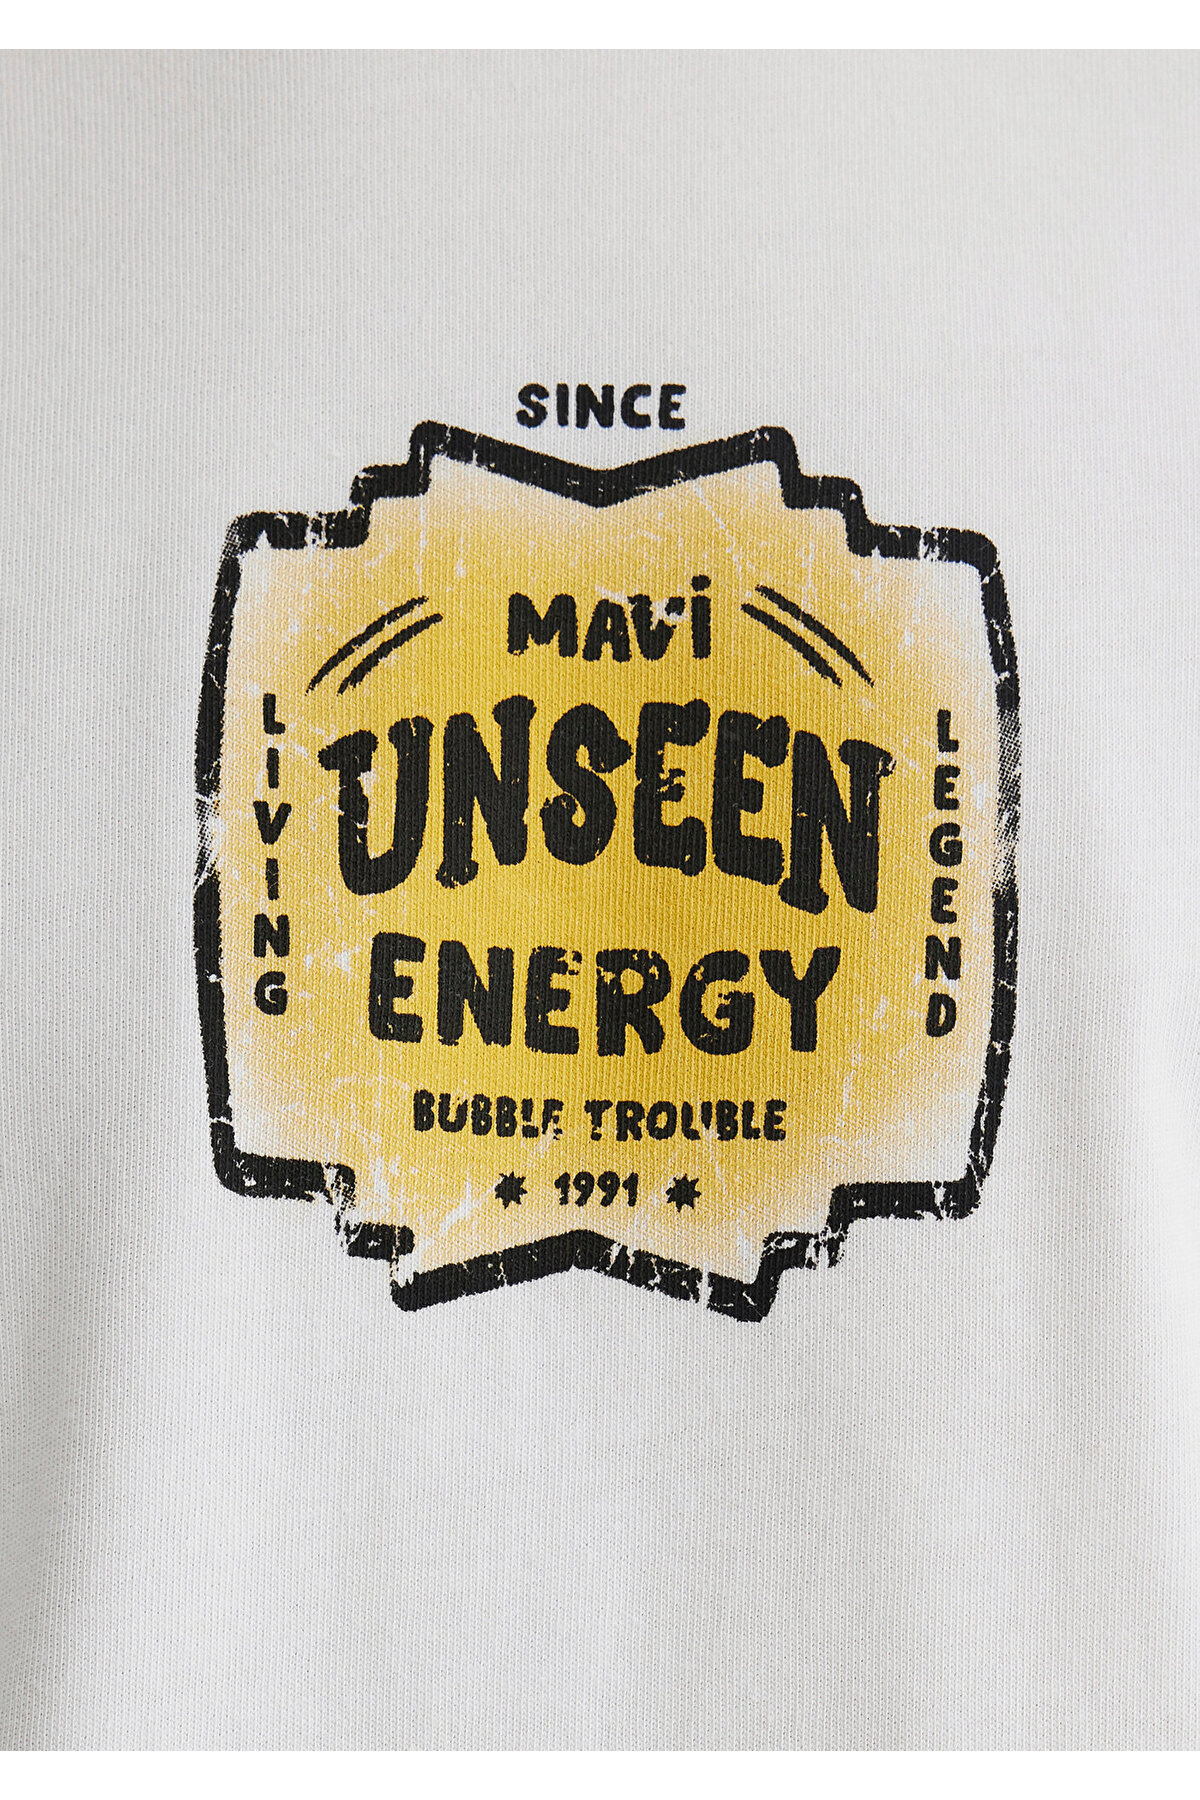 SINCE
MAVi
UNSEEN
ENERGY
LIVING
LEGEND
BUBBLE TROUBLE
1991